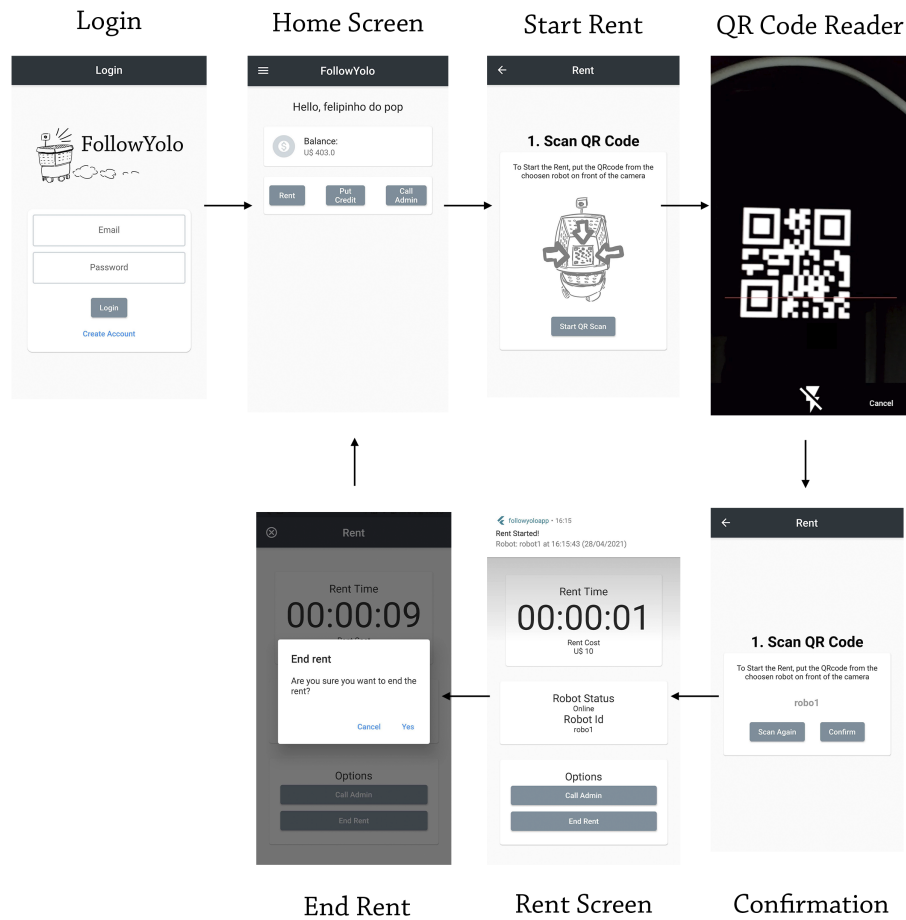 Login
Home Screen
Start Rent
QR Code Reader
Login
FollowYolo
Email
Password
Login
Create Account
FollowYolo
Hello, felipinho do pop
Balance:
U$ 403.0
Rent
Put
Credit
Call
Admin
Rent
1. Scan QR Code
To Start the Rent, put the QRcode from the
choosen robot on front of the camera
Start QR Scan
Cancel
Rent
Rent Time
00:00:09
Rent Cost
End rent
Are you sure you want to end the
rent?
Cancel
Yes
Options
Call Admin
End Rent
followyoloapp • 16:15
Rent Started!
Robot: robot1 at 16:15:43 (28/04/2021)
Rent Time
00:00:01
Rent Cost
U$ 10
Robot Status
Online
Robot Id
robo1
Options
Call Admin
End Rent
Rent
1. Scan QR Code
To Start the Rent, put the QRcode from the
choosen robot on front of the camera
robo1
Scan Again
Confirm
End Rent
Rent Screen
Confirmation